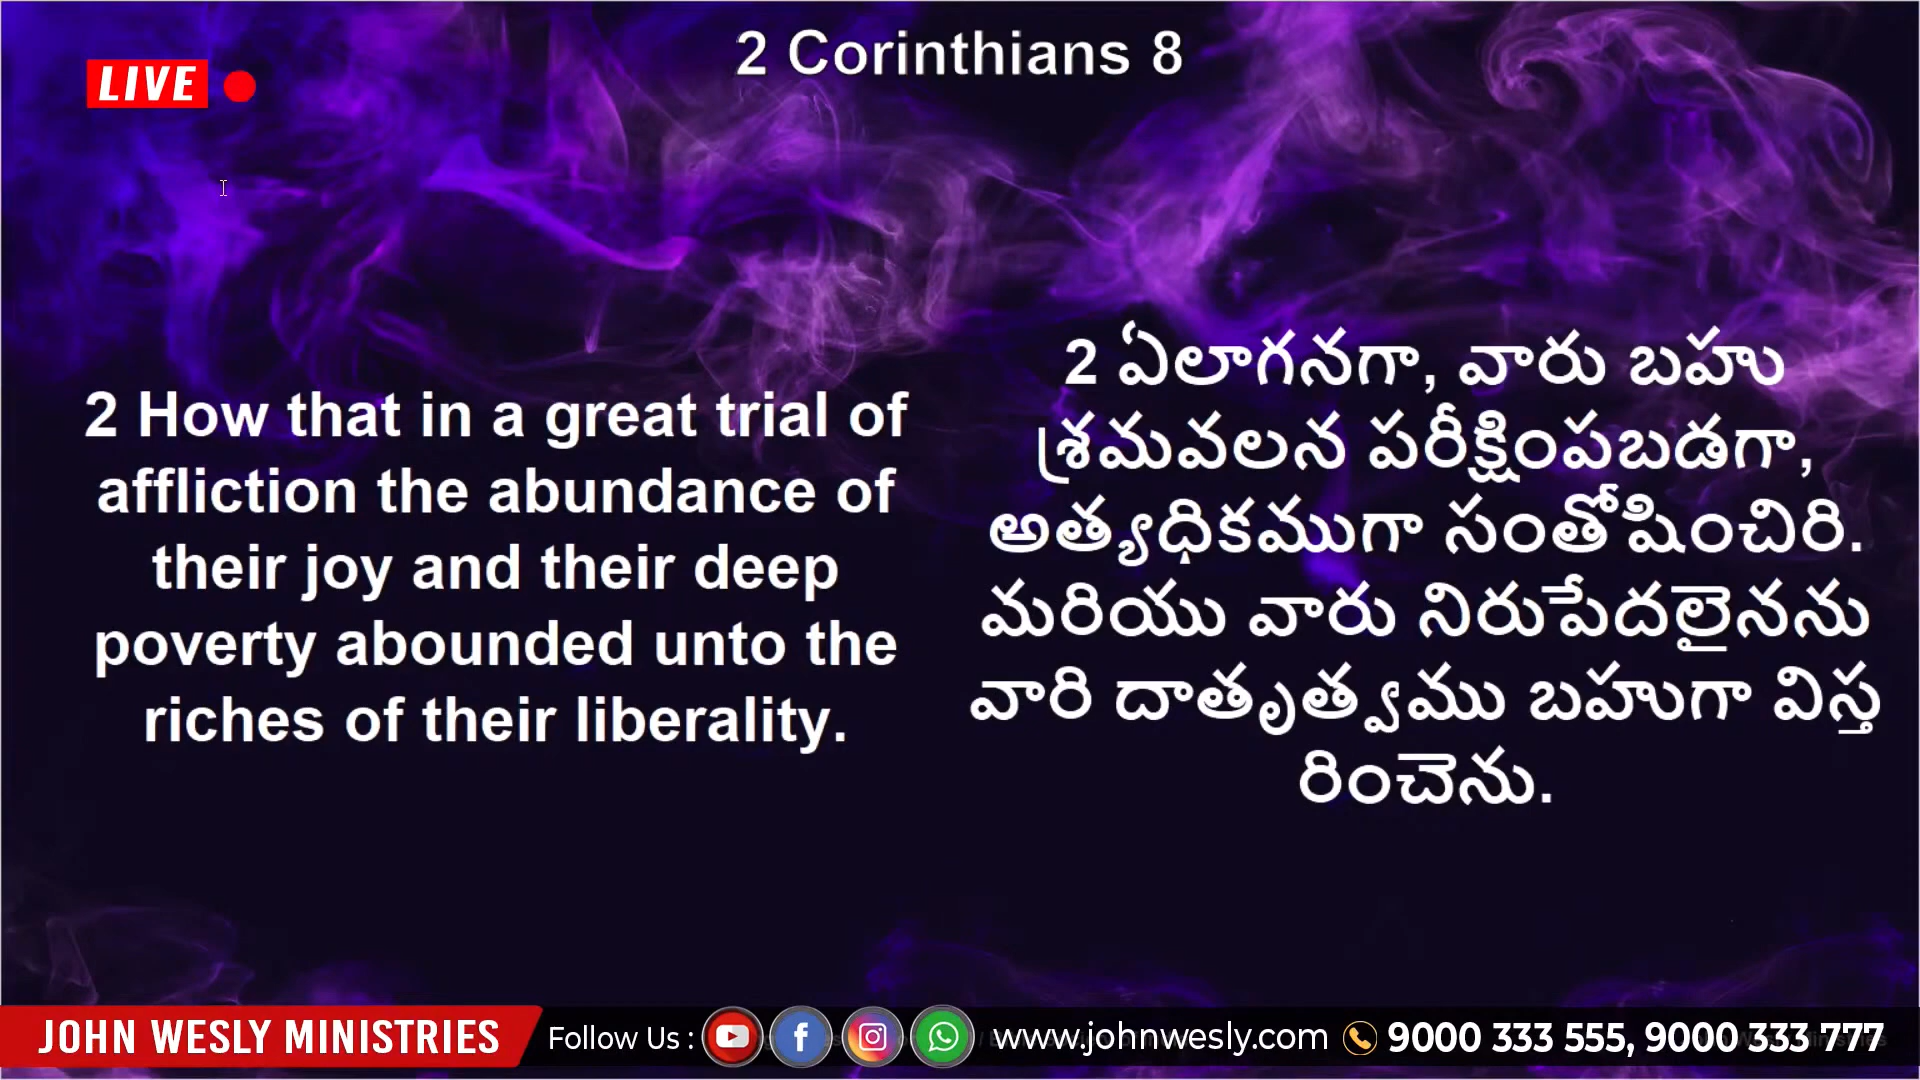 2 Corinthians 8
LIVE
2 How that in a great trial of
affliction the abundance of
their joy and their deep
poverty abounded unto the
riches of their liberality.
2 ఏలాగనగా, వారు బహు
శ్రమవలన పరీక్షింపబడగా,
అత్యధికముగా సంతోషించిరి.
మరియు వారు నిరుపేదలైనను
వారి దాతృత్వము బహుగా విస్త
రించెను.
JOHN WESLY MINISTRIES Follow Us : www.johnwesly.com 9000 333 555, 9000 333 777